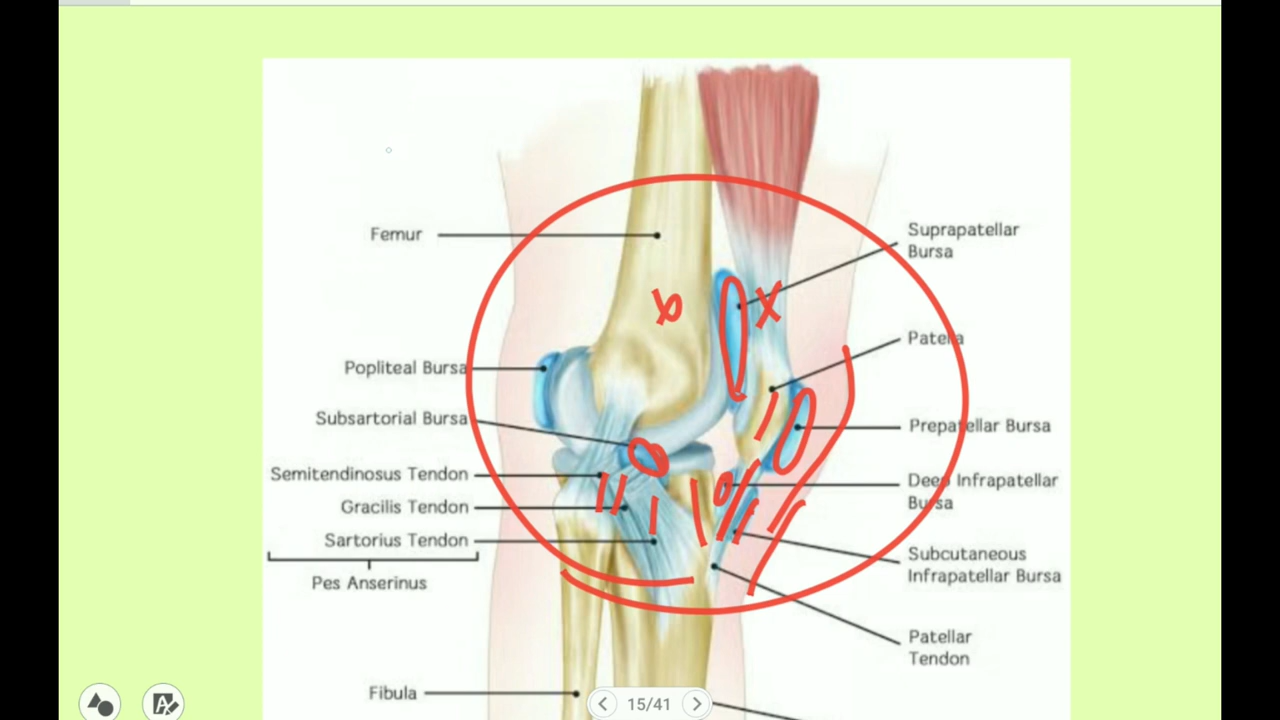 Femur
Suprapatellar
Bursa
Patella
Popliteal Bursa
Subsartorial Bursa
Prepatellar Bursa
Semitendinosus Tendon
Deep Infrapatellar
Bursa
Gracilis Tendon
Sartorius Tendon
Subcutaneous
Infrapatellar Bursa
Pes Anserinus
Patellar
Tendon
Fibula
15/41